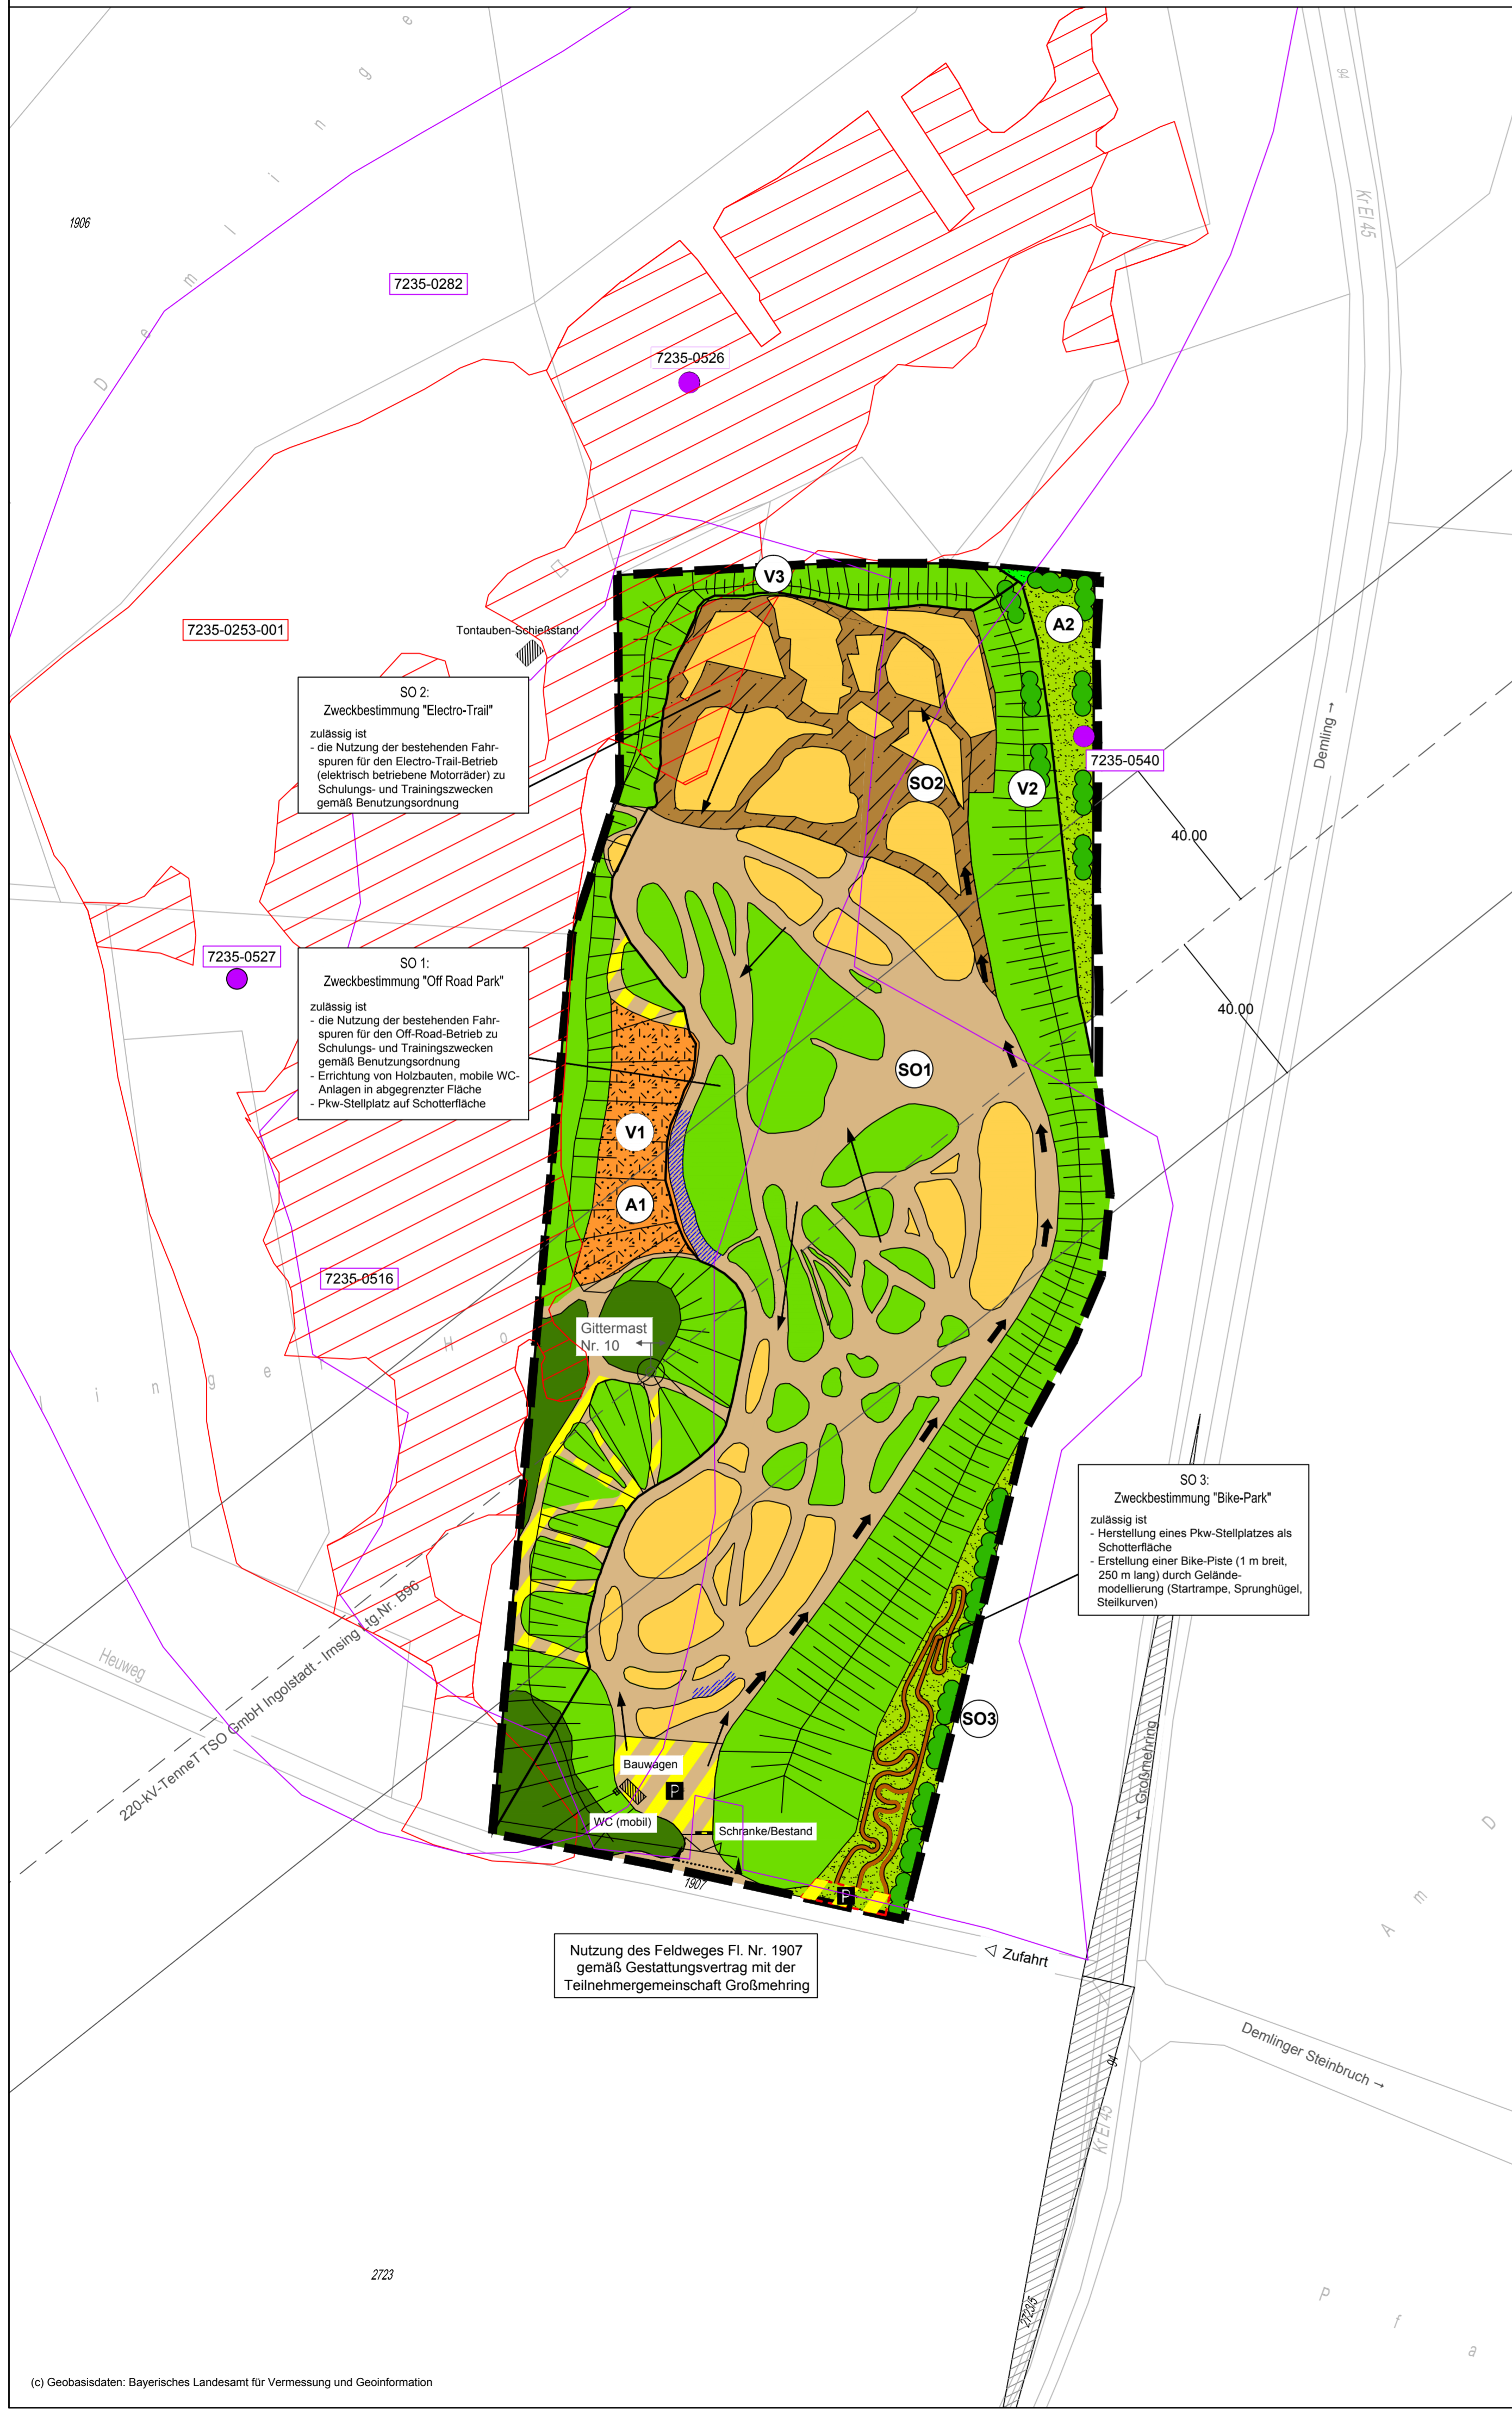 94
Kr EI 45
1906
7235-0282
7235-0526
D e m l i n g e
V3
A2
7235-0253-001
Tontauben-Schießstand
SO 2:
Zweckbestimmung "Electro-Trail"
zulässig ist
- die Nutzung der bestehenden Fahr-
spuren für den Electro-Trail-Betrieb
(elektrisch betriebene Motorräder) zu
Schulungs- und Trainingszwecken
gemäß Benutzungsordnung
Demling →
7235-0540
SO2
V2
40.00
7235-0527
SO 1:
Zweckbestimmung "Off Road Park"
zulässig ist
- die Nutzung der bestehenden Fahr-
spuren für den Off-Road-Betrieb zu
Schulungs- und Trainingszwecken
gemäß Benutzungsordnung
- Errichtung von Holzbauten, mobile WC-
Anlagen in abgegrenzter Fläche
- Pkw-Stellplatz auf Schotterfläche
40.00
SO1
V1
A1
7235-0516
Gittermast
Nr. 10
l i n g e r H o
SO 3:
Zweckbestimmung "Bike-Park"
zulässig ist
- Herstellung eines Pkw-Stellplatzes als
Schotterfläche
- Erstellung einer Bike-Piste (1 m breit,
250 m lang) durch Gelände-
modellierung (Startrampe, Sprunghügel,
Steilkurven)
Heuweg
220-kV-TenneT TSO GmbH Ingolstadt - Irnsing Ltg.Nr. B96
SO3
← Großmehring
Bauwagen
P
WC (mobil)
Schranke/Bestand
1907
P
Nutzung des Feldweges Fl. Nr. 1907
gemäß Gestattungsvertrag mit der
Teilnehmergemeinschaft Großmehring
Zufahrt
A m D
Demlinger Steinbruch →
94
Kr EI 45
2723
2723/5
P f a
(c) Geobasisdaten: Bayerisches Landesamt für Vermessung und Geoinformation